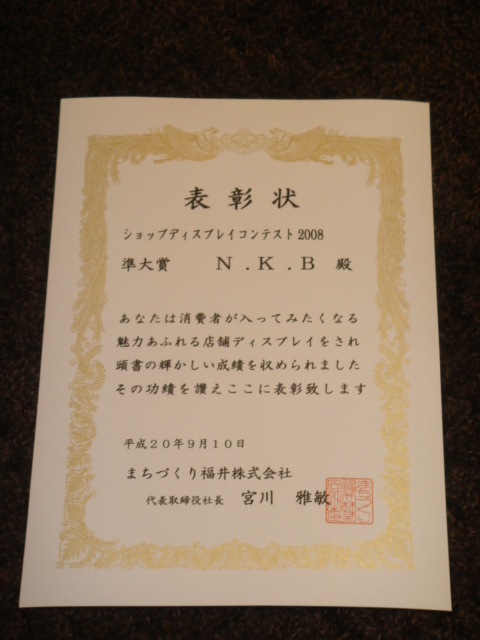 表彰状
ショップディスプレイコンテスト2008
準大賞 N.K.B 殿
あなたは消費者が入ってみたくなる
魅力あふれる店舗ディスプレイをされ
頭書の輝かしい成績を収められました
その功績を讃えここに表彰致します
平成20年9月10日
まちづくり福井株式会社
代表取締役社長 宮川 雅敏